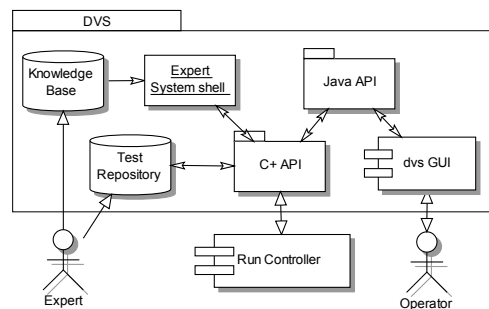 DVS
Knowledge
Base
Expert
System shell
Java API
Test
Repository
C+ API
dvs GUI
Run Controller
Expert
Operator